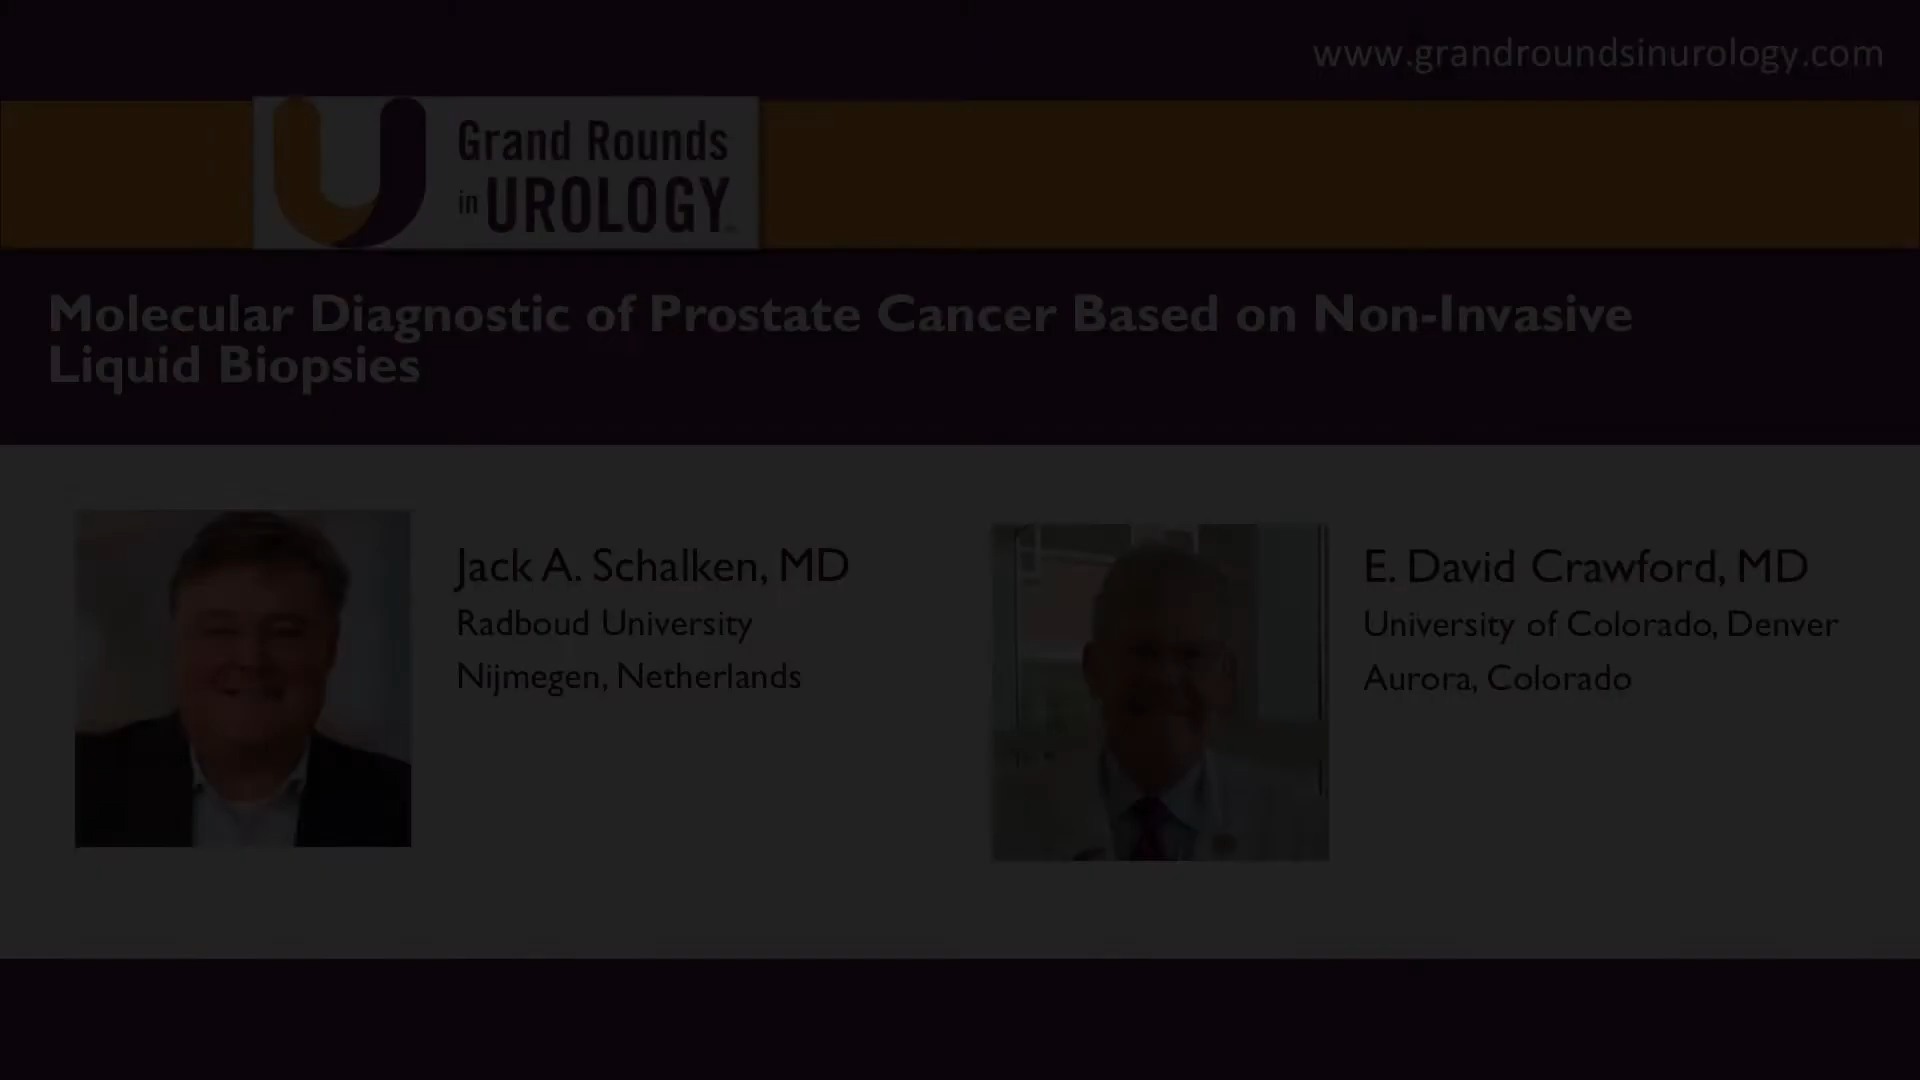 www.grandroundsinurology.com
Grand Rounds
in UROLOGY
Molecular Diagnostic of Prostate Cancer Based on Non-Invasive
Liquid Biopsies
Jack A. Schalken, MD
Radboud University
Nijmegen, Netherlands
E. David Crawford, MD
University of Colorado, Denver
Aurora, Colorado